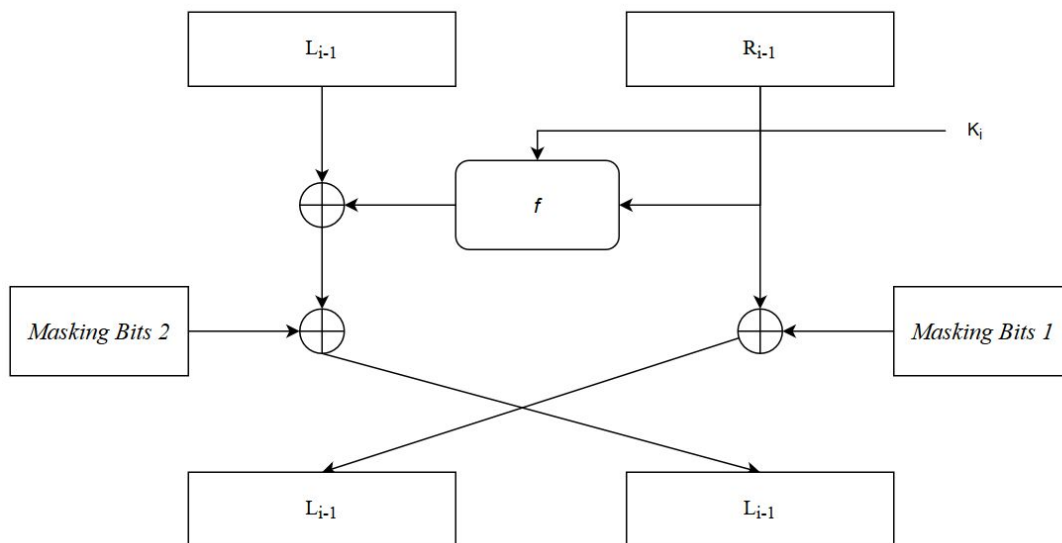 L_{i-1}
R_{i-1}
K_i
f
Masking Bits 2
Masking Bits 1
L_{i-1}
L_{i-1}